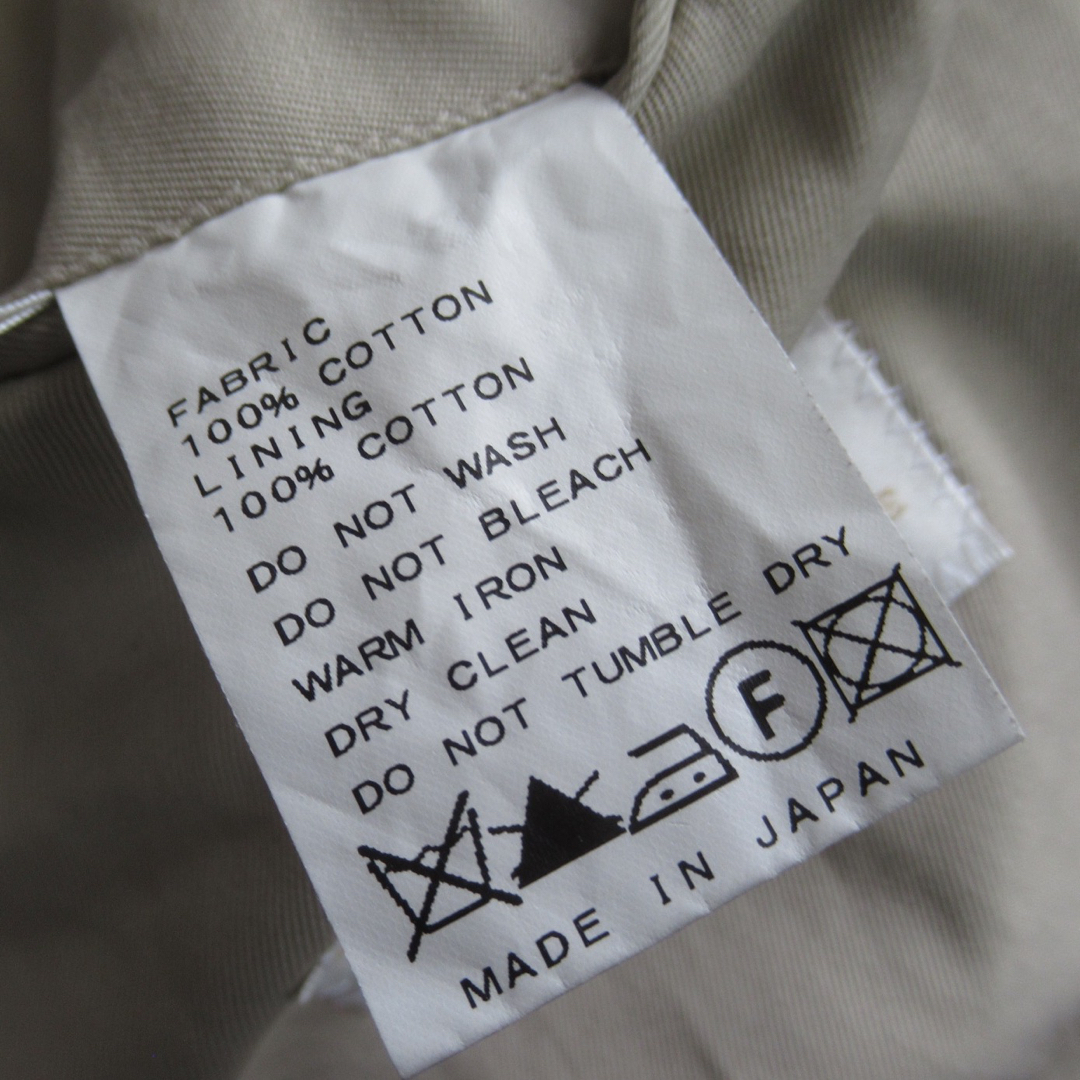 FABRIC
100% COTTON
LINING
100% COTTON
DO NOT WASH
DO NOT BLEACH
WARM IRON
DRY CLEAN
DO NOT TUMBLE DRY
F
MADE IN JAPAN